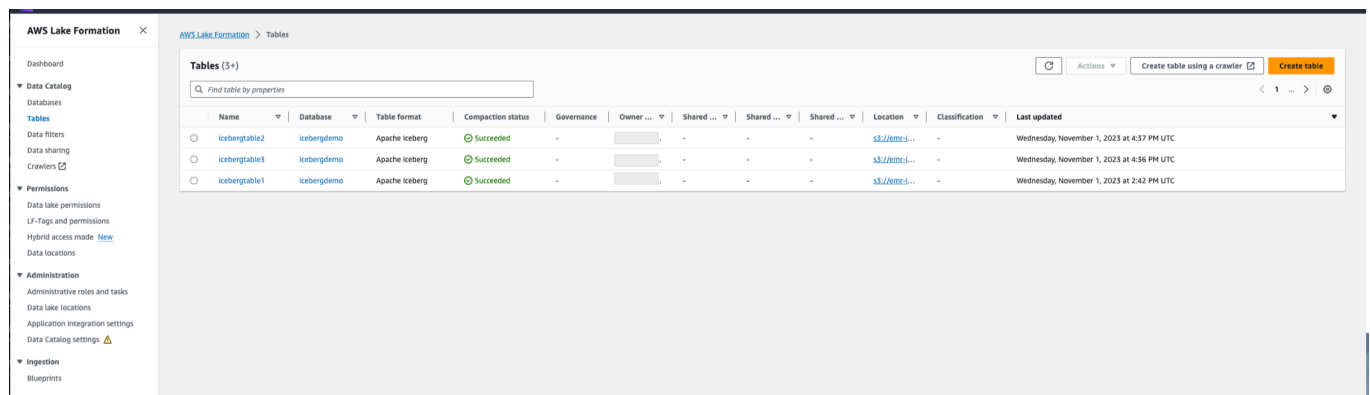 AWS Lake Formation
Dashboard
Data Catalog
Databases
Tables
Data filters
Data sharing
Crawlers
Permissions
Data lake permissions
LF-Tags and permissions
Hybrid access mode New
Data locations
Administration
Administrative roles and tasks
Data lake locations
Application integration settings
Data Catalog settings
Ingestion
Blueprints
AWS Lake Formation > Tables
Tables (3+)
Actions Create table using a crawler Create table
Find table by properties
1 ...
Name Database Table format Compaction status Governance Owner ... Shared ... Shared ... Shared ... Location Classification Last updated
icebergtable2 icebergdemo Apache Iceberg Succeeded - - - - s3://emr-i... - Wednesday, November 1, 2023 at 4:37 PM UTC
icebergtable3 icebergdemo Apache Iceberg Succeeded - - - - s3://emr-i... - Wednesday, November 1, 2023 at 4:36 PM UTC
icebergtable1 icebergdemo Apache Iceberg Succeeded - - - - s3://emr-i... - Wednesday, November 1, 2023 at 2:42 PM UTC